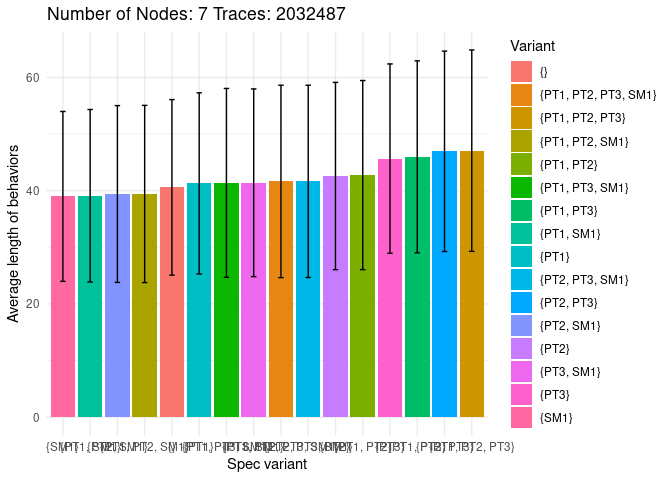 Number of Nodes: 7 Traces: 2032487
Average length of behaviors
60
40
20
0
Spec variant
Variant
{}
{PT1, PT2, PT3, SM1}
{PT1, PT2, PT3}
{PT1, PT2, SM1}
{PT1, PT2}
{PT1, PT3, SM1}
{PT1, PT3}
{PT1, SM1}
{PT1}
{PT2, PT3, SM1}
{PT2, PT3}
{PT2, SM1}
{PT2}
{PT3, SM1}
{PT3}
{SM1}